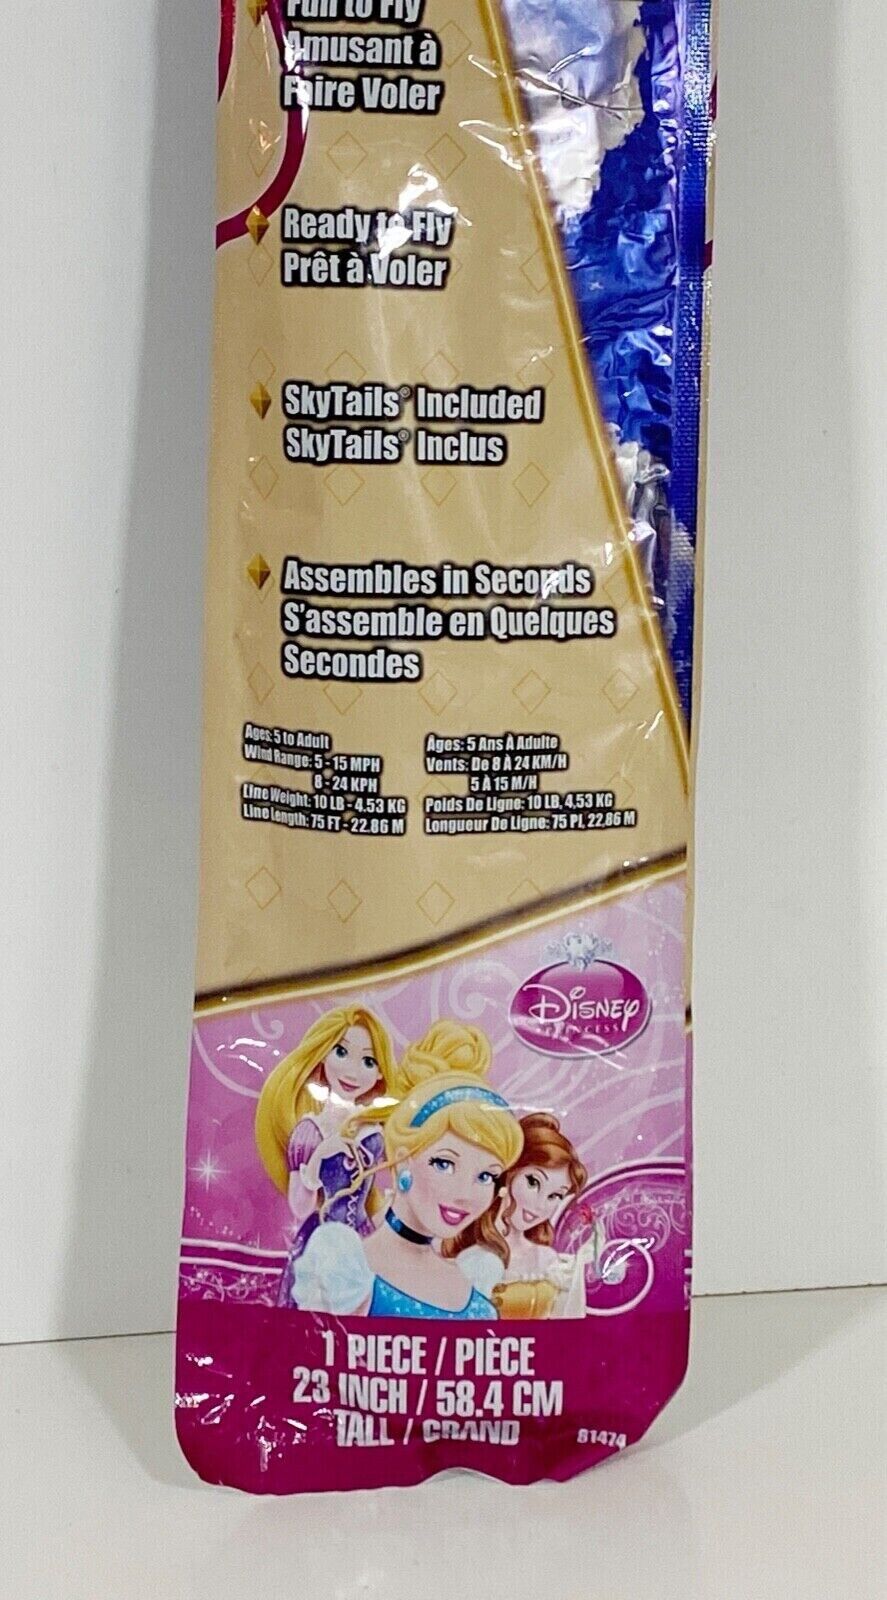 Fun to Fly
Amusant à
Faire Voler
Ready to Fly
Prêt à Voler
SkyTails® Included
SkyTails® Inclus
Assembles in Seconds
S'assemble en Quelques
Secondes
Ages: 5 to Adult
Wind Range: 5 - 15 MPH
8 - 24 KPH
Line Weight: 10 LB - 4.53 KG
Line Length: 75 FT - 22.86 M
Ages: 5 Ans À Adulte
Vents: De 8 À 24 KM/H
5 À 15 M/H
Poids De Ligne: 10 LB, 4,53 KG
Longueur De Ligne: 75 PI, 22,86 M
Disney
PRINCESS
1 PIECE / PIÈCE
23 INCH / 58.4 CM
TALL / GRAND
81474